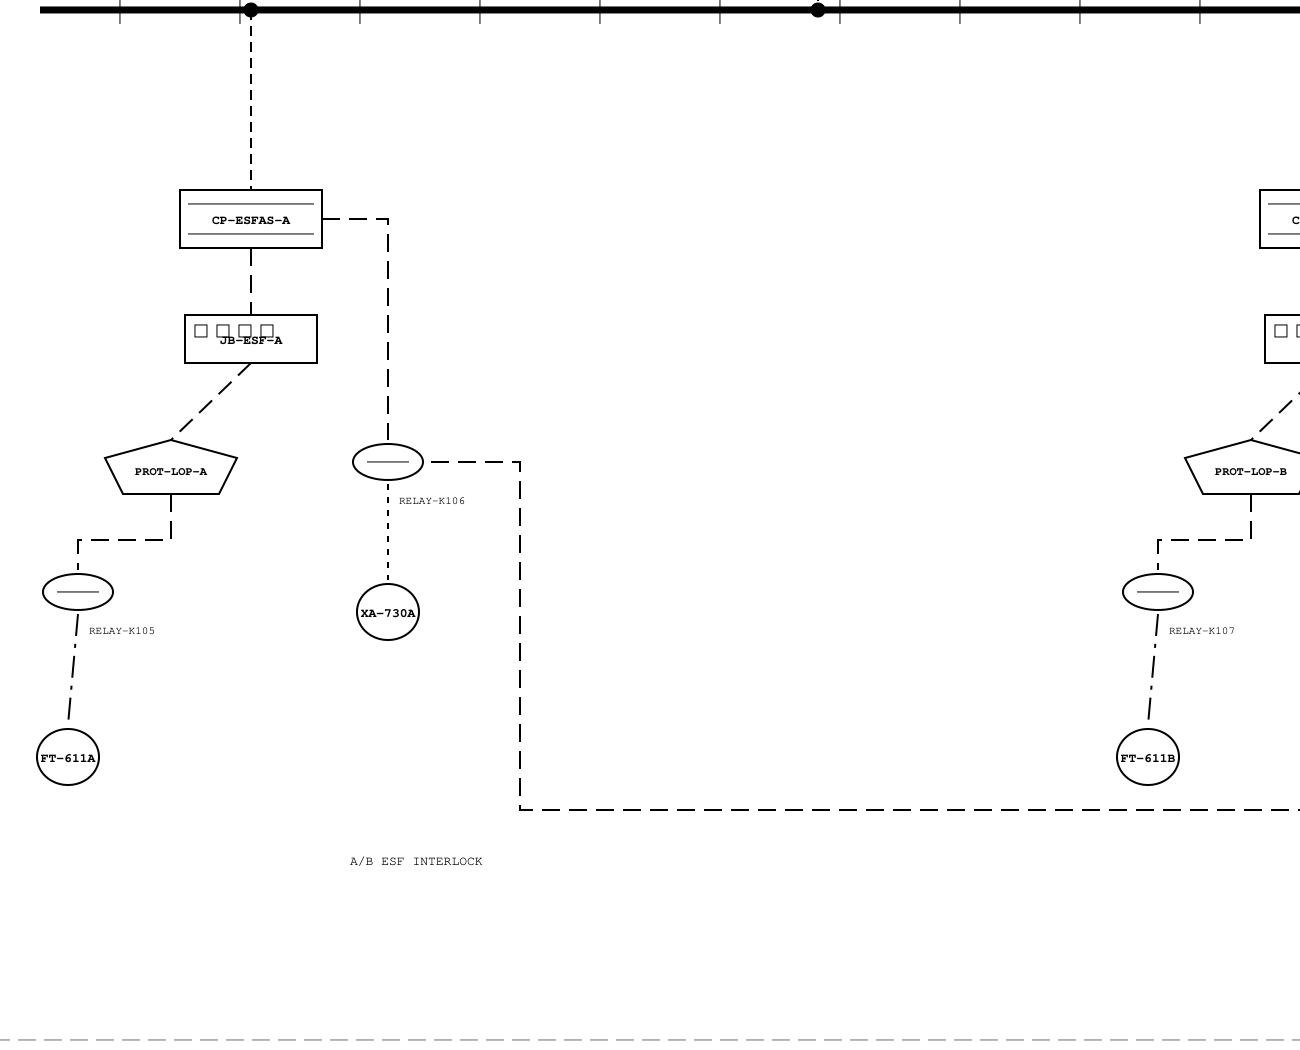 CP-ESFAS-A
C
JB-ESF-A
PROT-LOP-A
PROT-LOP-B
RELAY-K106
XA-730A
RELAY-K105
RELAY-K107
FT-611A
FT-611B
A/B ESF INTERLOCK